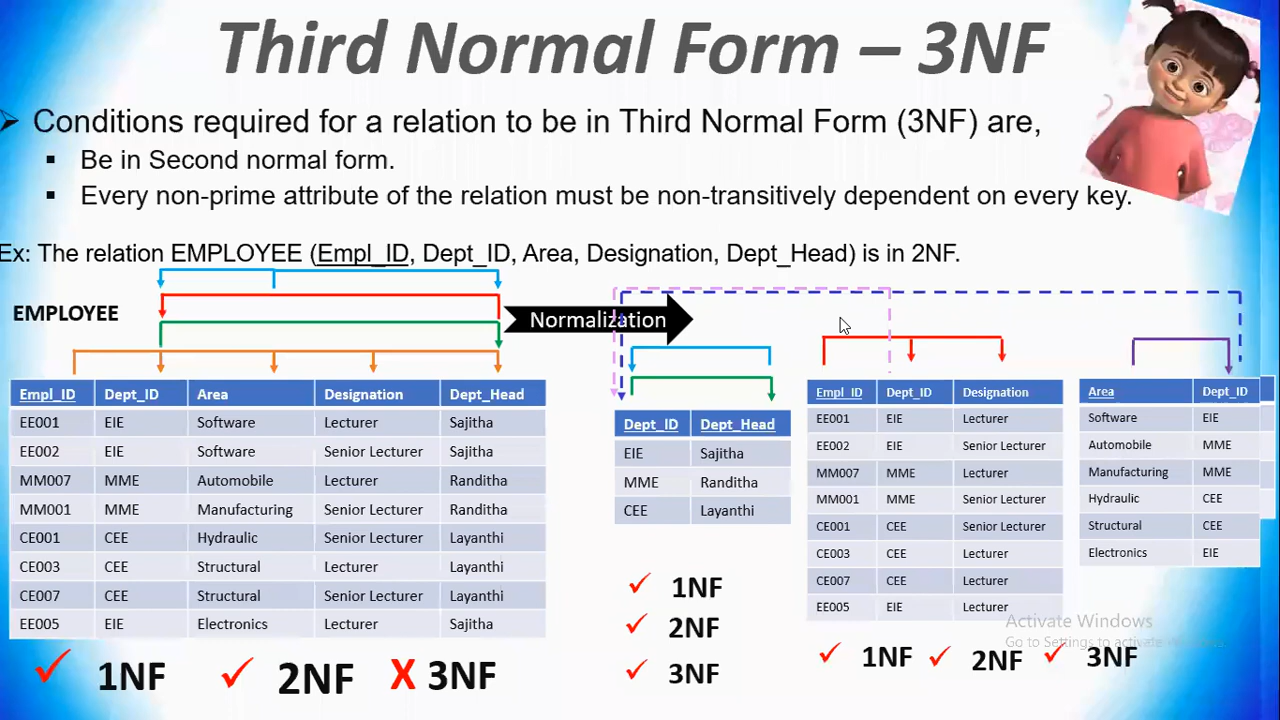 Third Normal Form – 3NF
Conditions required for a relation to be in Third Normal Form (3NF) are,
Be in Second normal form.
Every non-prime attribute of the relation must be non-transitively dependent on every key.
Ex: The relation EMPLOYEE (Empl_ID, Dept_ID, Area, Designation, Dept_Head) is in 2NF.
EMPLOYEE
Normalization
Empl_ID Dept_ID Area Designation Dept_Head
EE001 EIE Software Lecturer Sajitha
EE002 EIE Software Senior Lecturer Sajitha
MM007 MME Automobile Lecturer Randitha
MM001 MME Manufacturing Senior Lecturer Randitha
CE001 CEE Hydraulic Senior Lecturer Layanthi
CE003 CEE Structural Lecturer Layanthi
CE007 CEE Structural Senior Lecturer Layanthi
EE005 EIE Electronics Lecturer Sajitha
1NF 2NF X 3NF
Dept_ID Dept_Head
EIE Sajitha
MME Randitha
CEE Layanthi
1NF
2NF
3NF
Empl_ID Dept_ID Designation
EE001 EIE Lecturer
EE002 EIE Senior Lecturer
MM007 MME Lecturer
MM001 MME Senior Lecturer
CE001 CEE Senior Lecturer
CE003 CEE Lecturer
CE007 CEE Lecturer
EE005 EIE Lecturer
1NF 2NF 3NF
Area Dept_ID
Software EIE
Automobile MME
Manufacturing MME
Hydraulic CEE
Structural CEE
Electronics EIE
Activate Windows
Go to Settings to activate Windows.